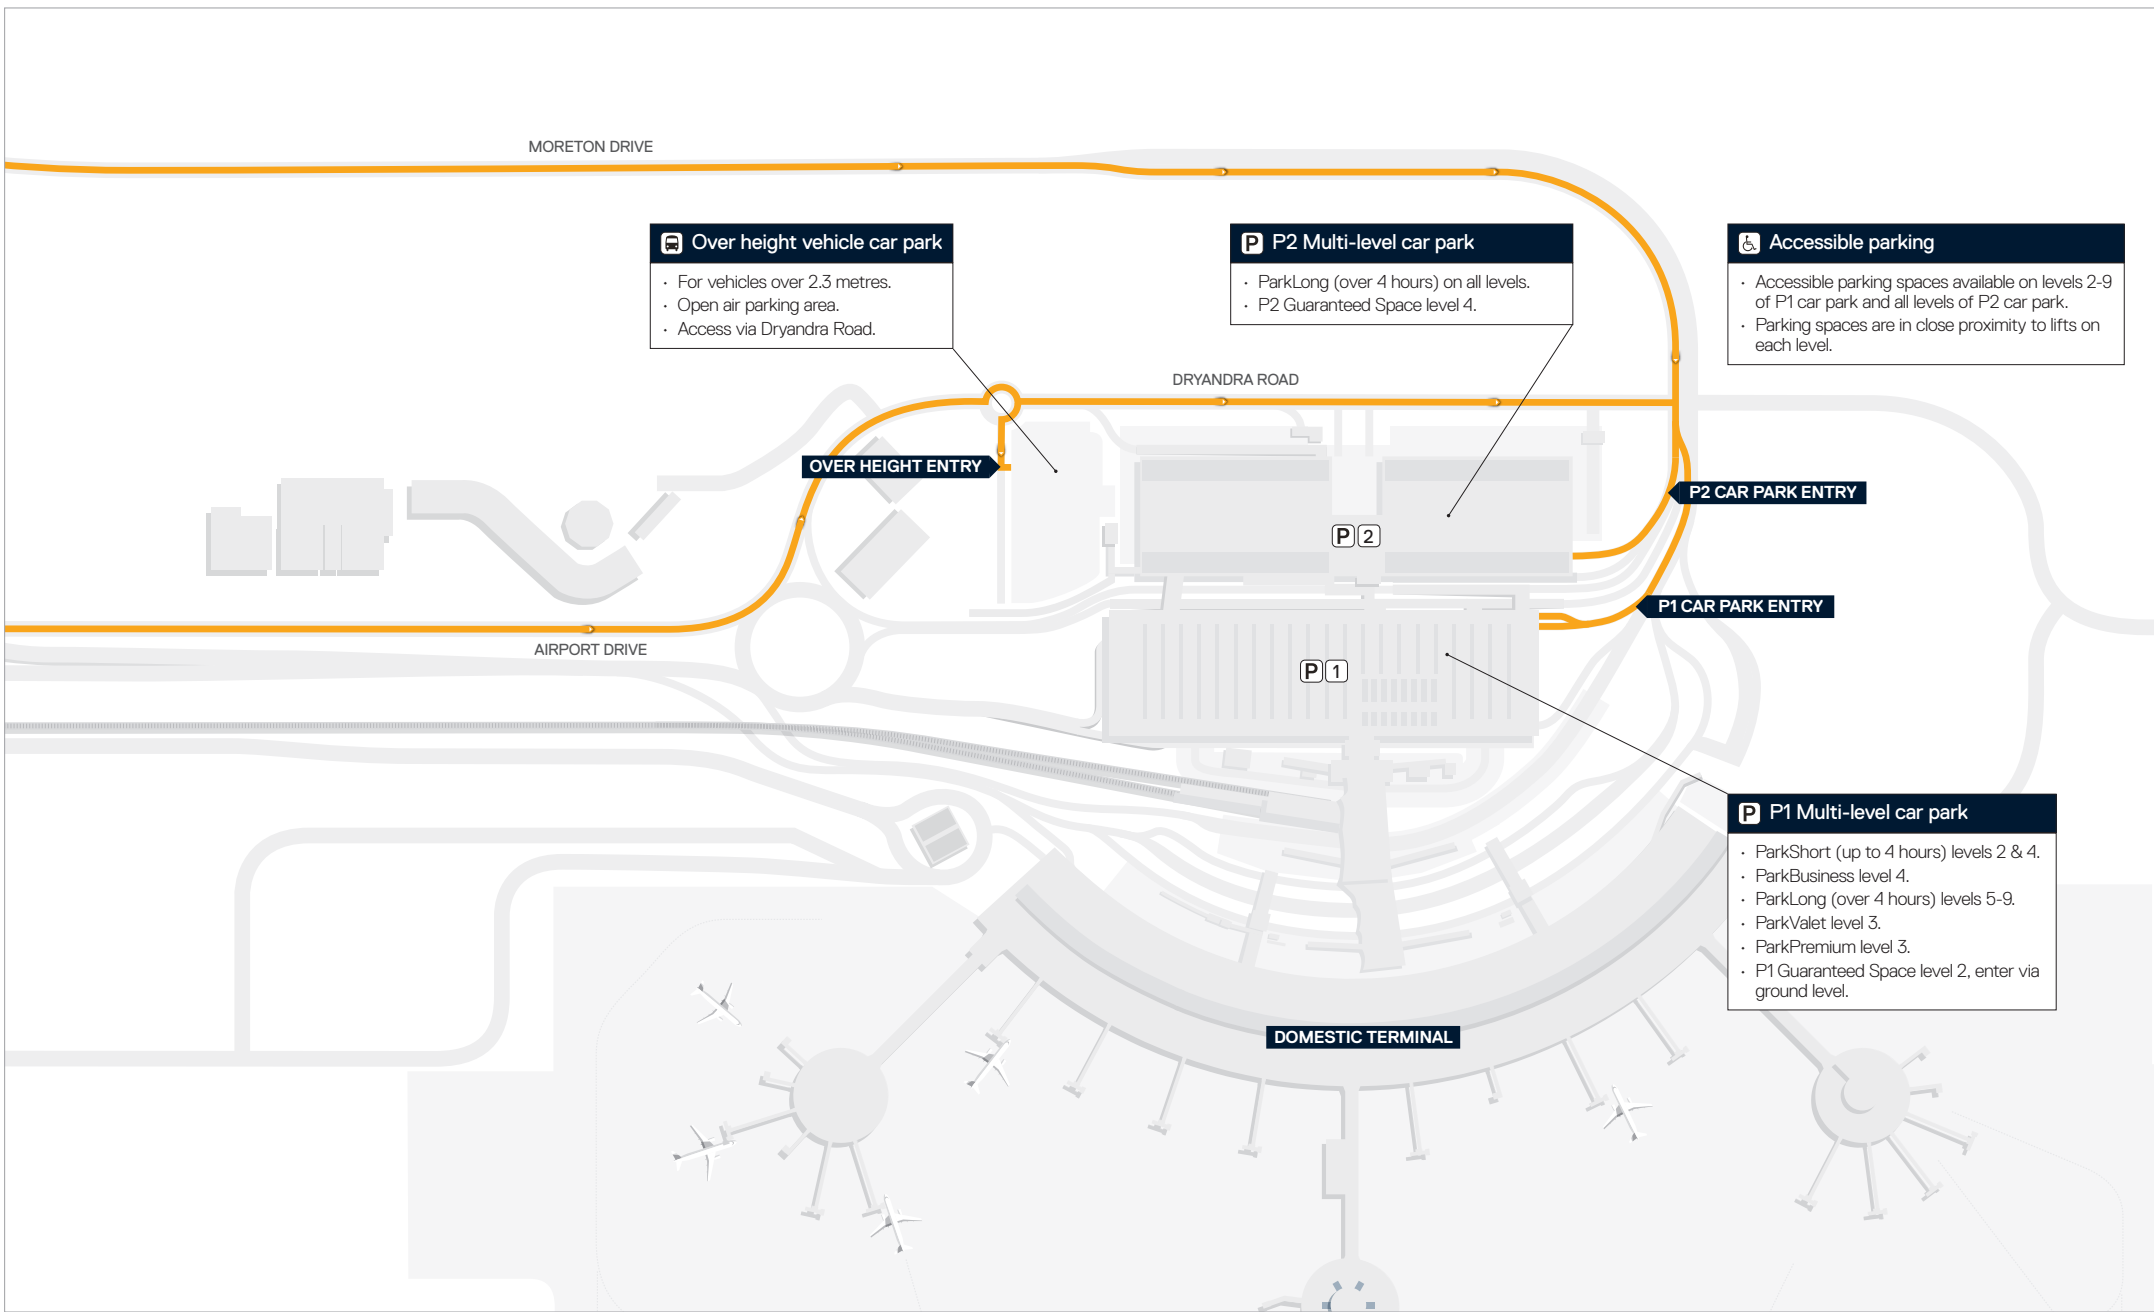 MORETON DRIVE
Over height vehicle car park
· For vehicles over 2.3 metres.
· Open air parking area.
· Access via Dryandra Road.
P P2 Multi-level car park
· ParkLong (over 4 hours) on all levels.
· P2 Guaranteed Space level 4.
Accessible parking
· Accessible parking spaces available on levels 2-9
of P1 car park and all levels of P2 car park.
· Parking spaces are in close proximity to lifts on
each level.
DRYANDRA ROAD
OVER HEIGHT ENTRY
P2 CAR PARK ENTRY
P 2
P1 CAR PARK ENTRY
AIRPORT DRIVE
P 1
P P1 Multi-level car park
· ParkShort (up to 4 hours) levels 2 & 4.
· ParkBusiness level 4.
· ParkLong (over 4 hours) levels 5-9.
· ParkValet level 3.
· ParkPremium level 3.
· P1 Guaranteed Space level 2, enter via
ground level.
DOMESTIC TERMINAL